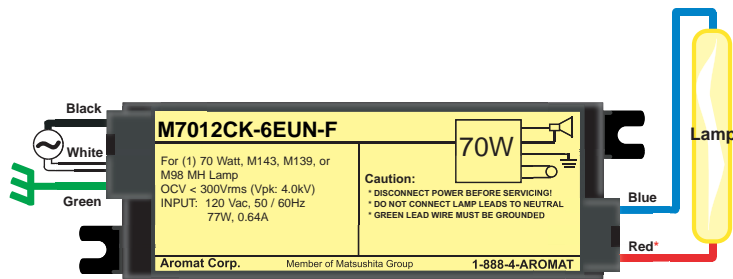 Black
White
Green
M7012CK-6EUN-F
For (1) 70 Watt, M143, M139, or
M98 MH Lamp
OCV < 300Vrms (Vpk: 4.0kV)
INPUT: 120 Vac, 50 / 60Hz
77W, 0.64A
70W
Caution:
* DISCONNECT POWER BEFORE SERVICING!
* DO NOT CONNECT LAMP LEADS TO NEUTRAL
* GREEN LEAD WIRE MUST BE GROUNDED
Aromat Corp. Member of Matsushita Group 1-888-4-AROMAT
Lamp
Blue
Red*